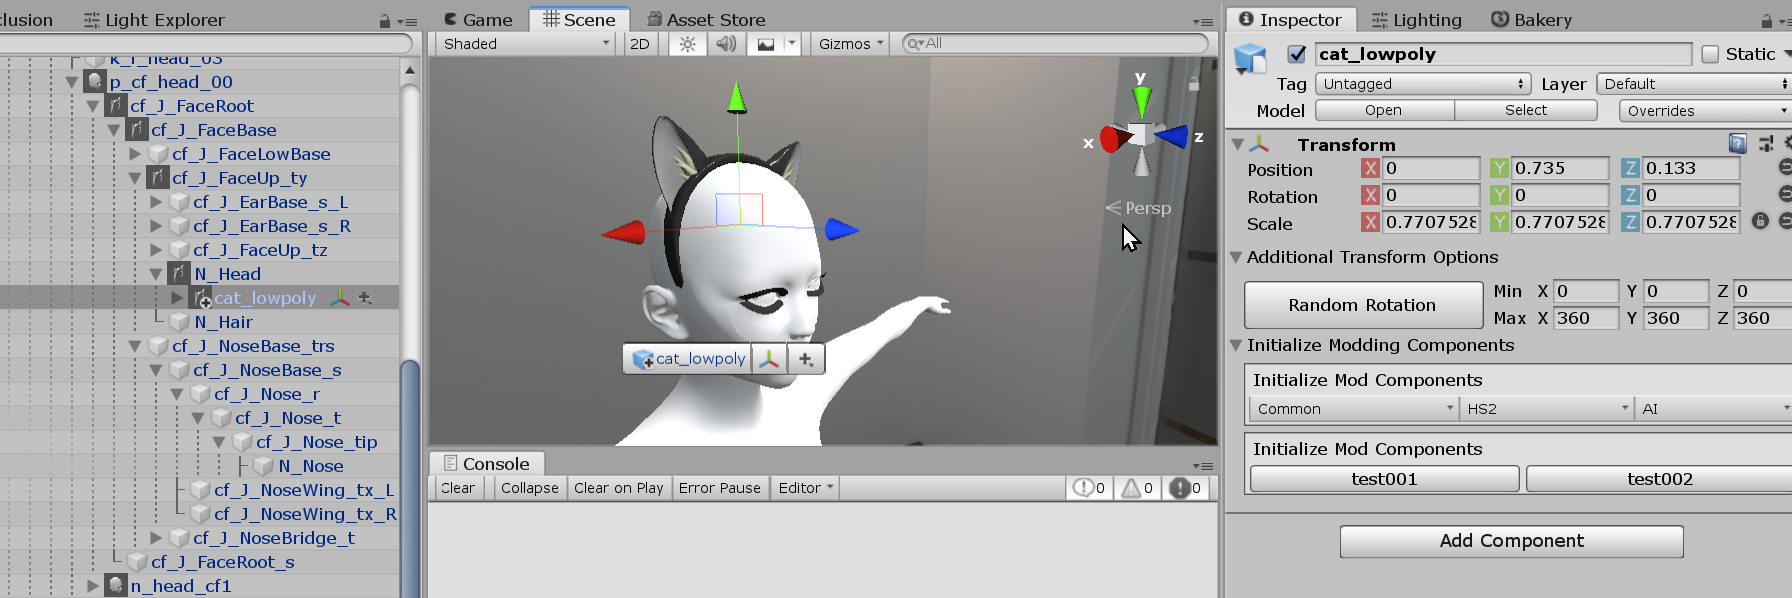 clusion
Light Explorer
k_f_head_03
p_cf_head_00
cf_J_FaceRoot
cf_J_FaceBase
cf_J_FaceLowBase
cf_J_FaceUp_ty
cf_J_EarBase_s_L
cf_J_EarBase_s_R
cf_J_FaceUp_tz
N_Head
cat_lowpoly
N_Hair
cf_J_NoseBase_trs
cf_J_NoseBase_s
cf_J_Nose_r
cf_J_Nose_t
cf_J_Nose_tip
N_Nose
cf_J_NoseWing_tx_L
cf_J_NoseWing_tx_R
cf_J_NoseBridge_t
cf_J_FaceRoot_s
n_head_cf1
Game Scene Asset Store
Shaded 2D Gizmos All
y
x z
Persp
cat_lowpoly
Console
Clear Collapse Clear on Play Error Pause Editor 0 0 0
Inspector Lighting Bakery
cat_lowpoly Static
Tag Untagged Layer Default
Model Open Select Overrides
Transform
Position X 0 Y 0.735 Z 0.133
Rotation X 0 Y 0 Z 0
Scale X 0.7707528 Y 0.7707528 Z 0.7707528
Additional Transform Options
Random Rotation
Min X 0 Y 0 Z 0
Max X 360 Y 360 Z 360
Initialize Modding Components
Initialize Mod Components
Common HS2 AI
Initialize Mod Components
test001 test002
Add Component